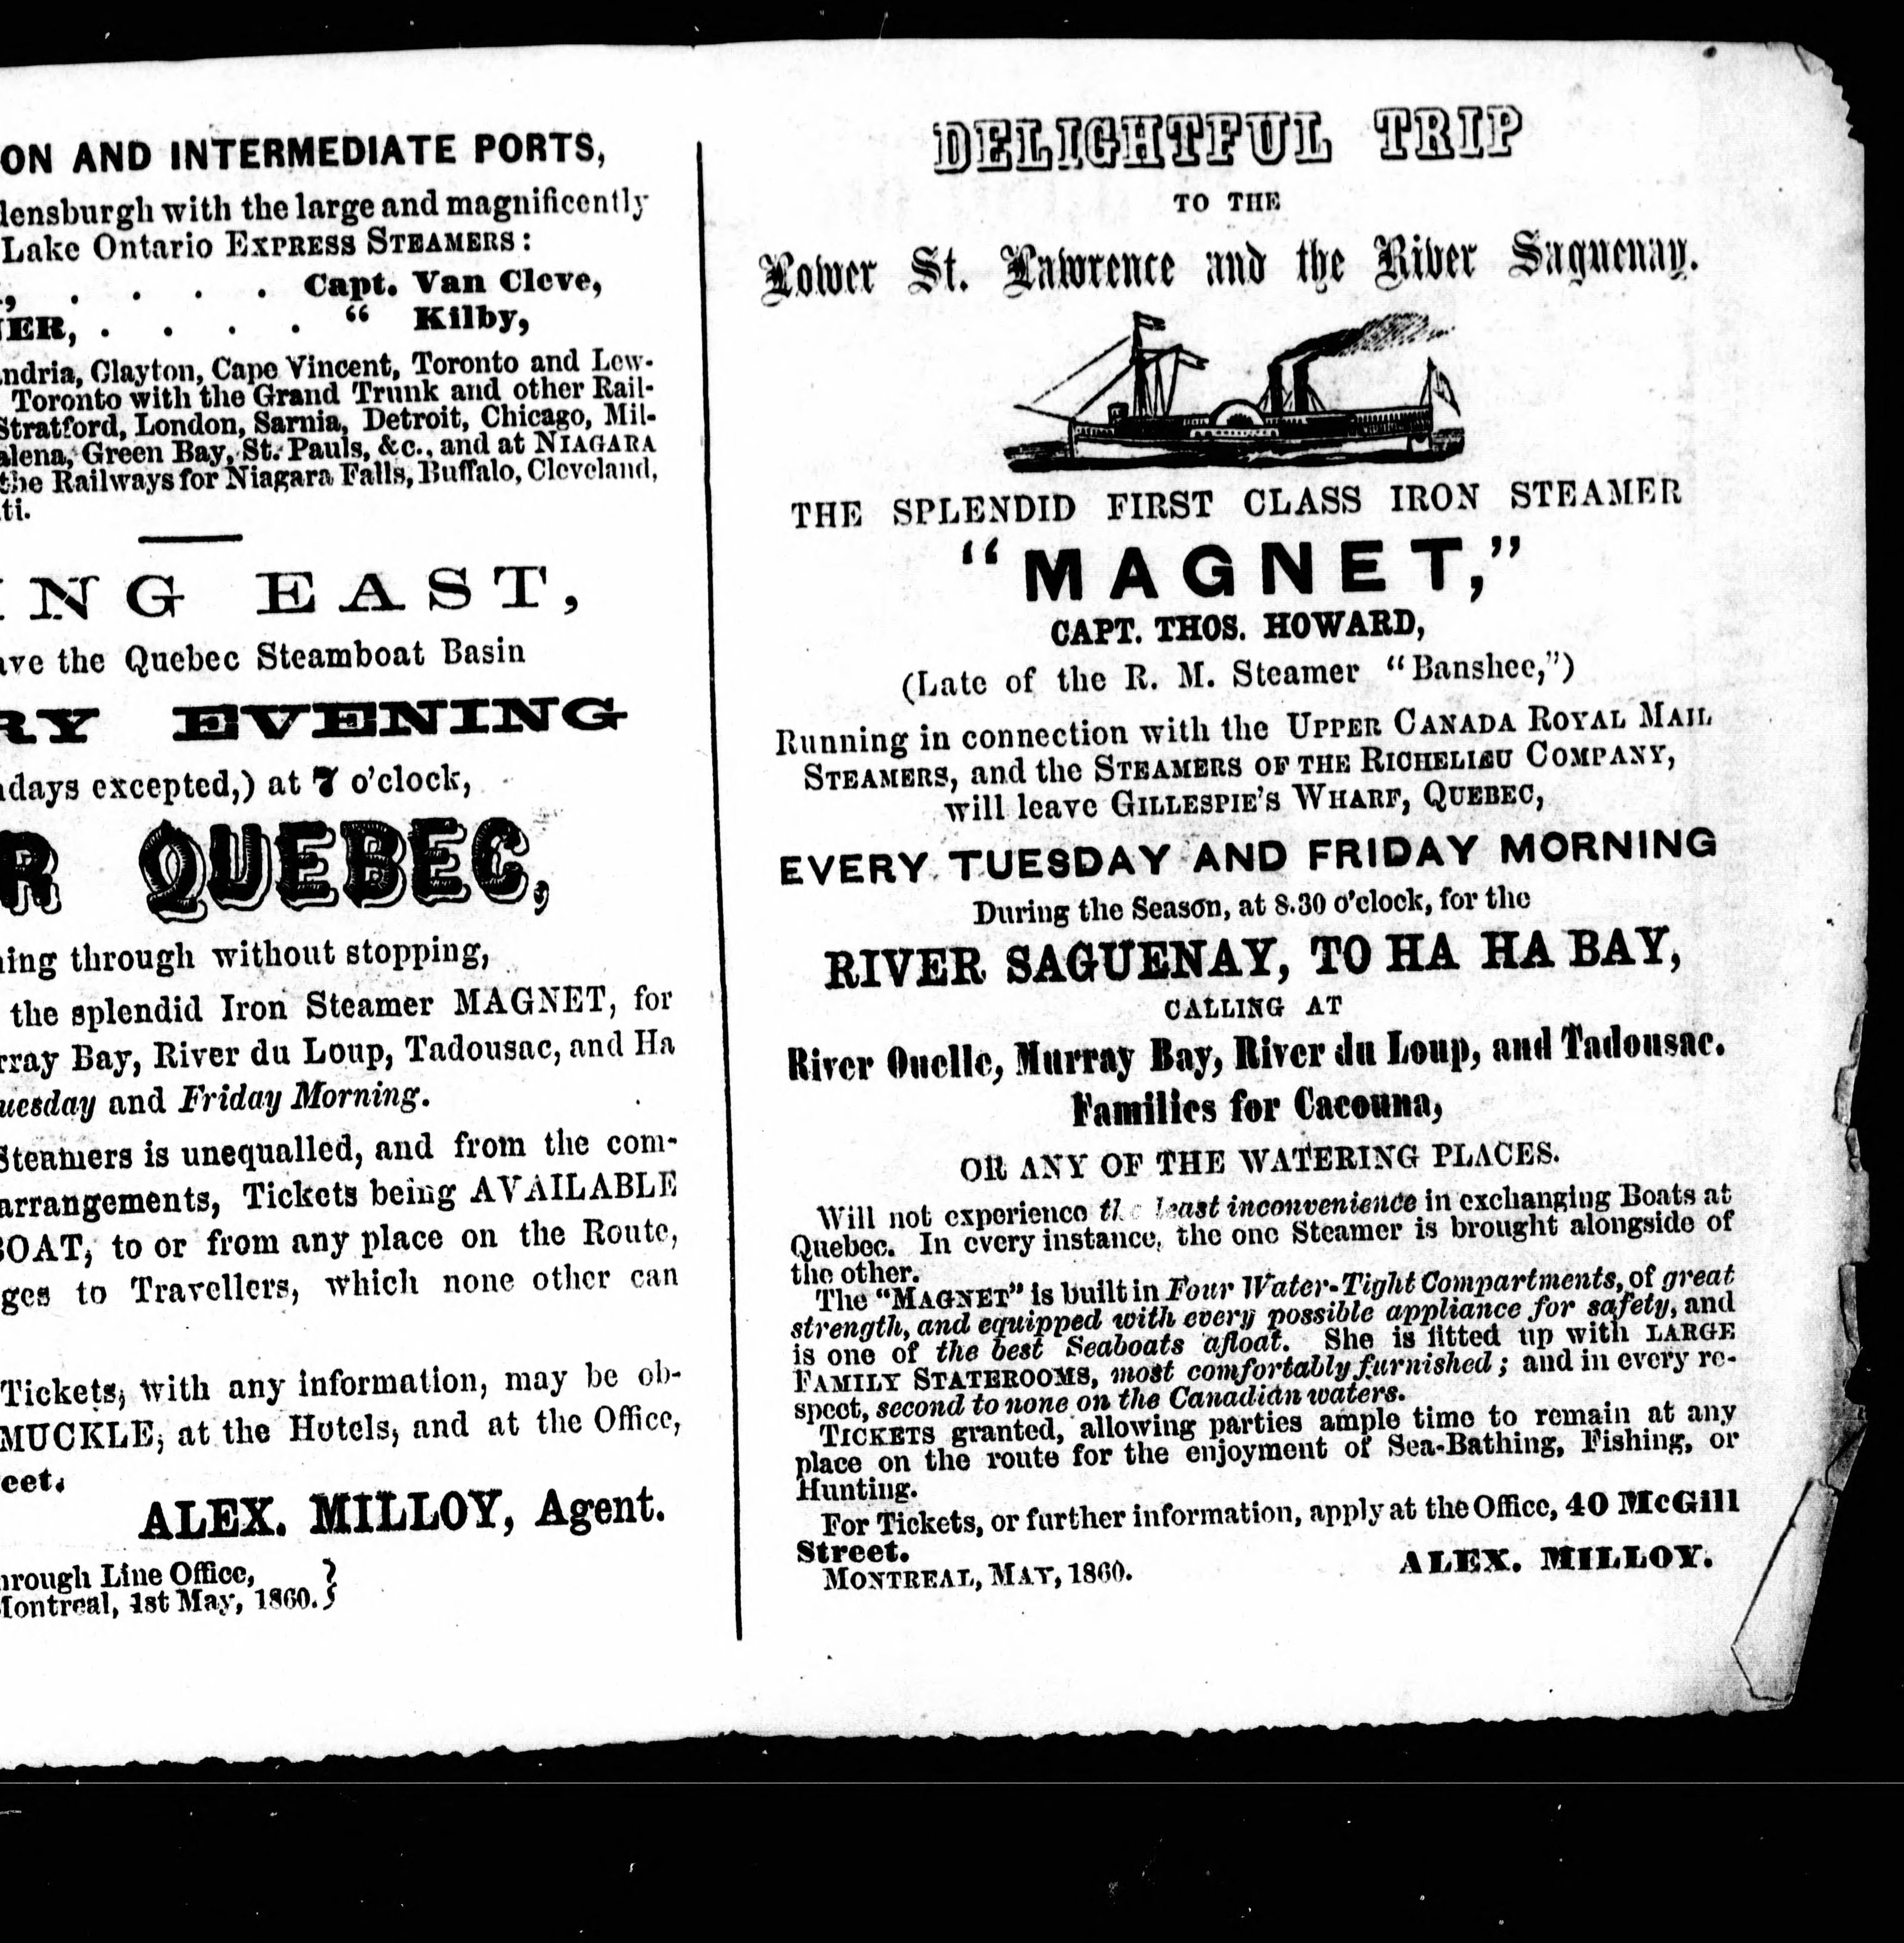 ON AND INTERMEDIATE PORTS,
lensburgh with the large and magnificently
Lake Ontario EXPRESS STEAMERS :
, . . . . Capt. Van Cleve,
ER, . . . . “ Kilby,
ndria, Clayton, Cape Vincent, Toronto and Lew-
Toronto with the Grand Trunk and other Rail-
Stratford, London, Sarnia, Detroit, Chicago, Mil-
alena, Green Bay, St. Pauls, &c., and at NIAGARA
the Railways for Niagara Falls, Buffalo, Cleveland,
ti.
ING EAST,
ave the Quebec Steamboat Basin
RY EVENING
days excepted,) at 7 o'clock,
R QUEBEC,
ing through without stopping,
the splendid Iron Steamer MAGNET, for
rray Bay, River du Loup, Tadousac, and Ha
uesday and Friday Morning.
Steamers is unequalled, and from the com-
arrangements, Tickets being AVAILABLE
OAT, to or from any place on the Route,
ges to Travellers, which none other can
Tickets, with any information, may be ob-
MUCKLE, at the Hotels, and at the Office,
eet.
ALEX. MILLOY, Agent.
rough Line Office, }
Montreal, 1st May, 1860. }
DELIGHTFUL TRIP
TO THE
Lower St. Lawrence and the River Saguenay.
THE SPLENDID FIRST CLASS IRON STEAMER
“MAGNET,”
CAPT. THOS. HOWARD,
(Late of the R. M. Steamer “Banshee,”)
Running in connection with the UPPER CANADA ROYAL MAIL
STEAMERS, and the STEAMERS OF THE RICHELIEU COMPANY,
will leave GILLESPIE'S WHARF, QUEBEC,
EVERY TUESDAY AND FRIDAY MORNING
During the Season, at 8.30 o'clock, for the
RIVER SAGUENAY, TO HA HA BAY,
CALLING AT
River Ouelle, Murray Bay, River du Loup, and Tadousac.
Families for Cacouna,
OR ANY OF THE WATERING PLACES.
Will not experience the least inconvenience in exchanging Boats at
Quebec. In every instance, the one Steamer is brought alongside of
the other.
The “MAGNET” is built in Four Water-Tight Compartments, of great
strength, and equipped with every possible appliance for safety, and
is one of the best Seaboats afloat. She is fitted up with LARGE
FAMILY STATEROOMS, most comfortably furnished ; and in every re-
spect, second to none on the Canadian waters.
TICKETS granted, allowing parties ample time to remain at any
place on the route for the enjoyment of Sea-Bathing, Fishing, or
Hunting.
For Tickets, or further information, apply at the Office, 40 McGill
Street.
ALEX. MILLOY.
MONTREAL, MAY, 1860.